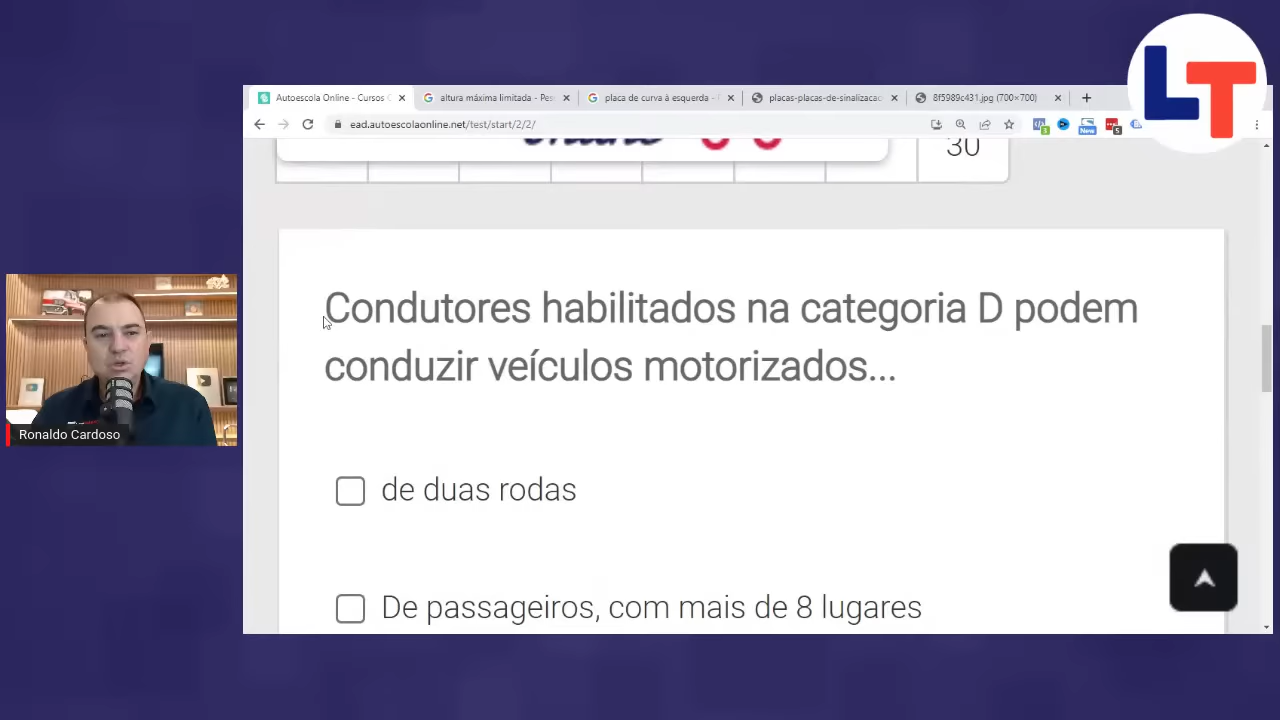 LT
Autoescola Online - Cursos
altura máxima limitada - Pes
placa de curva à esquerda -
placas-placas-de-sinalizaca
8f5989c431.jpg (700×700)
ead.autoescolaonline.net/test/start/2/2/
New
online
30
Condutores habilitados na categoria D podem
conduzir veículos motorizados...
de duas rodas
De passageiros, com mais de 8 lugares
Ronaldo Cardoso